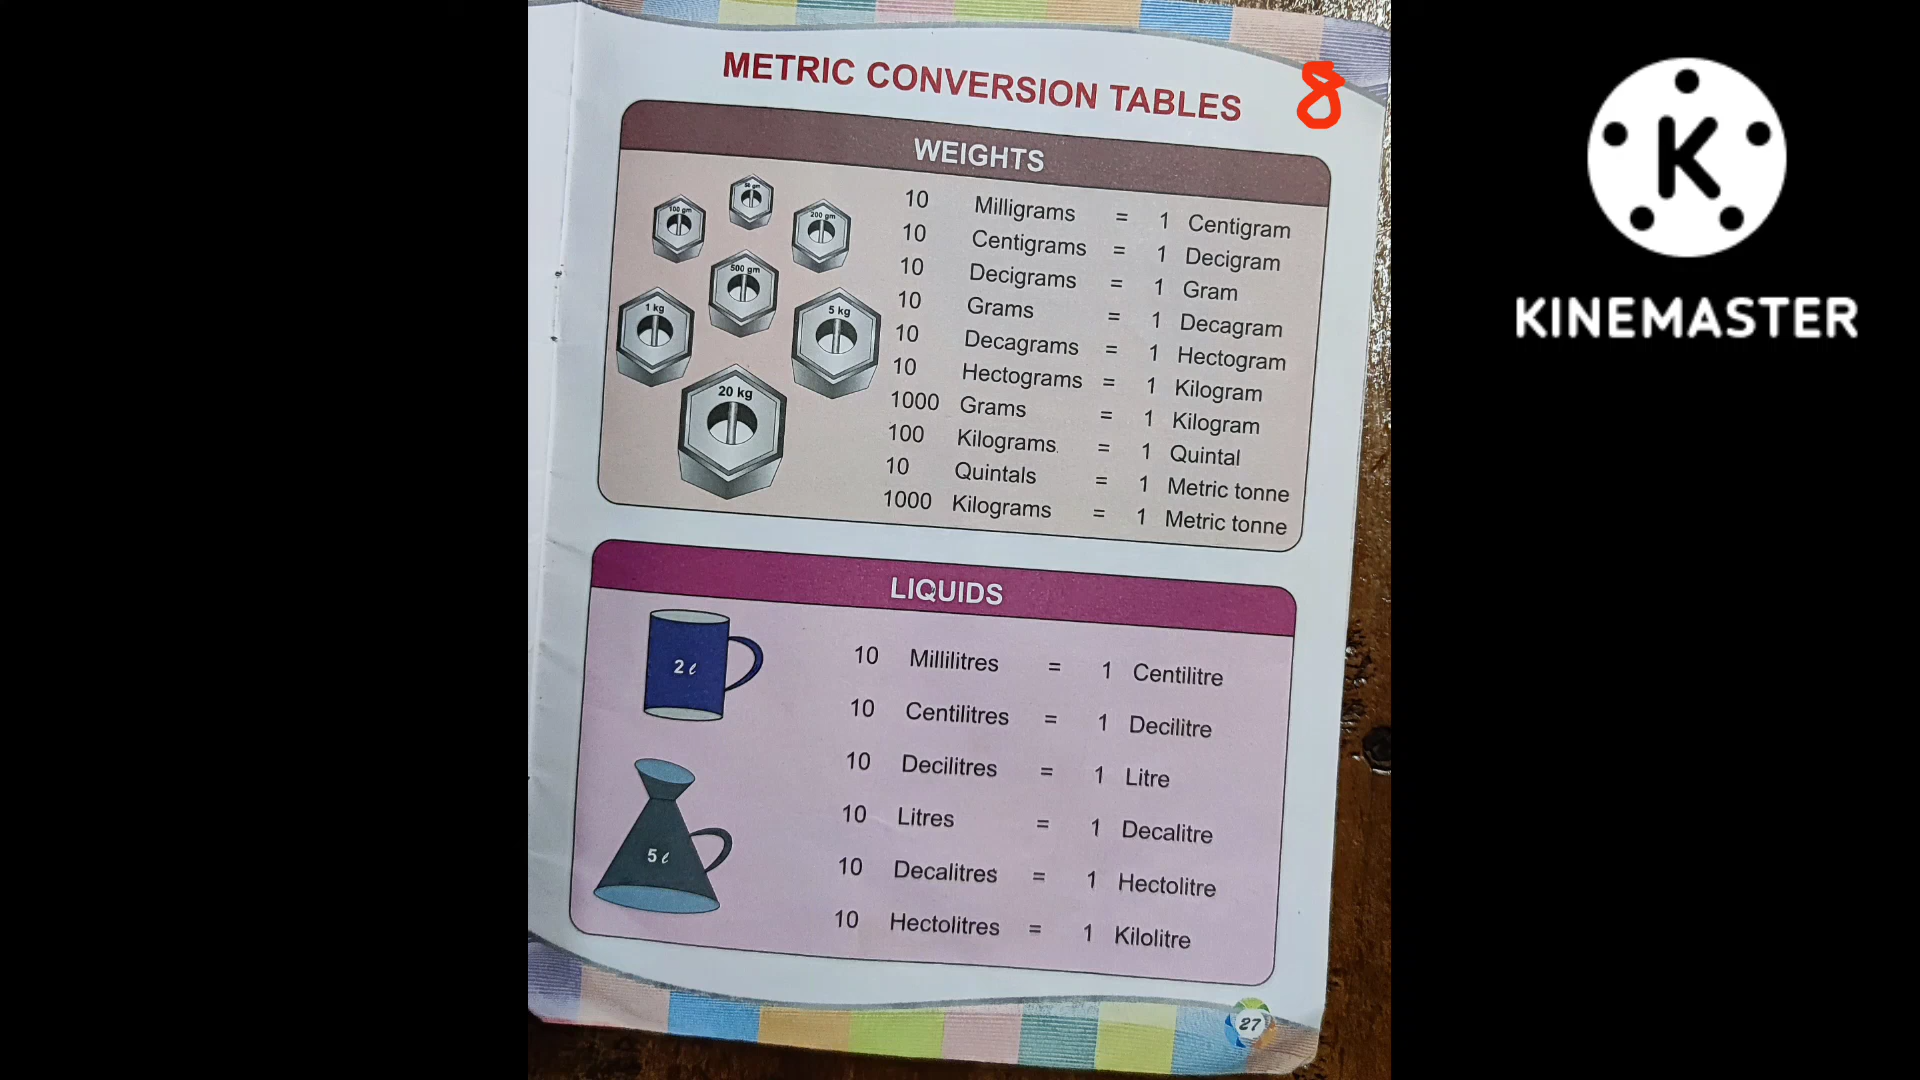 METRIC CONVERSION TABLES 8
WEIGHTS
50 gm
100 gm
200 gm
500 gm
1 kg
5 kg
20 kg
10 Milligrams = 1 Centigram
10 Centigrams = 1 Decigram
10 Decigrams = 1 Gram
10 Grams = 1 Decagram
10 Decagrams = 1 Hectogram
10 Hectograms = 1 Kilogram
1000 Grams = 1 Kilogram
100 Kilograms = 1 Quintal
10 Quintals = 1 Metric tonne
1000 Kilograms = 1 Metric tonne
LIQUIDS
2 ℓ
5 ℓ
10 Millilitres = 1 Centilitre
10 Centilitres = 1 Decilitre
10 Decilitres = 1 Litre
10 Litres = 1 Decalitre
10 Decalitres = 1 Hectolitre
10 Hectolitres = 1 Kilolitre
27
K
KINEMASTER